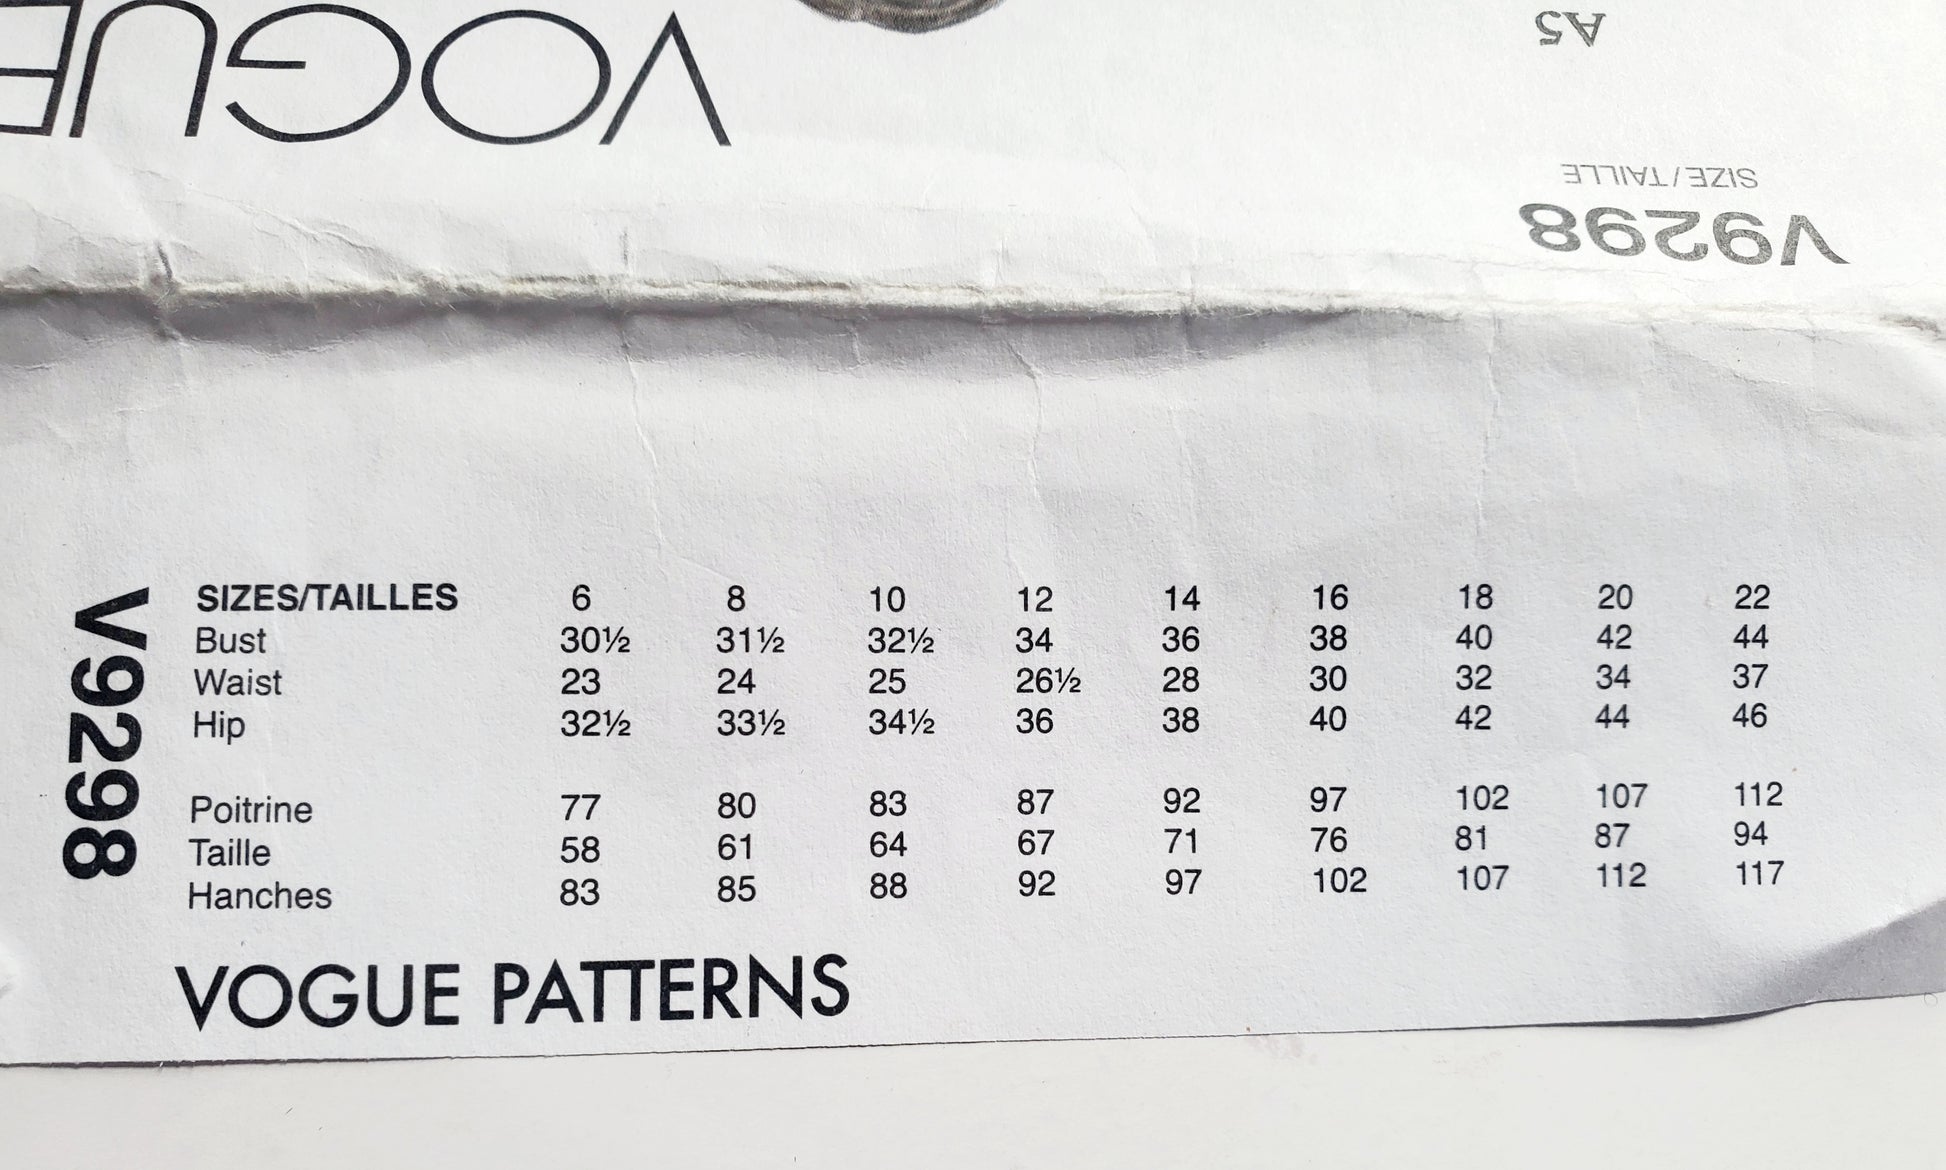 VOGUE
A5
SIZE/TAILLE
V9298
V9298
SIZES/TAILLES 6 8 10 12 14 16 18 20 22
Bust 30½ 31½ 32½ 34 36 38 40 42 44
Waist 23 24 25 26½ 28 30 32 34 37
Hip 32½ 33½ 34½ 36 38 40 42 44 46
Poitrine 77 80 83 87 92 97 102 107 112
Taille 58 61 64 67 71 76 81 87 94
Hanches 83 85 88 92 97 102 107 112 117
VOGUE PATTERNS